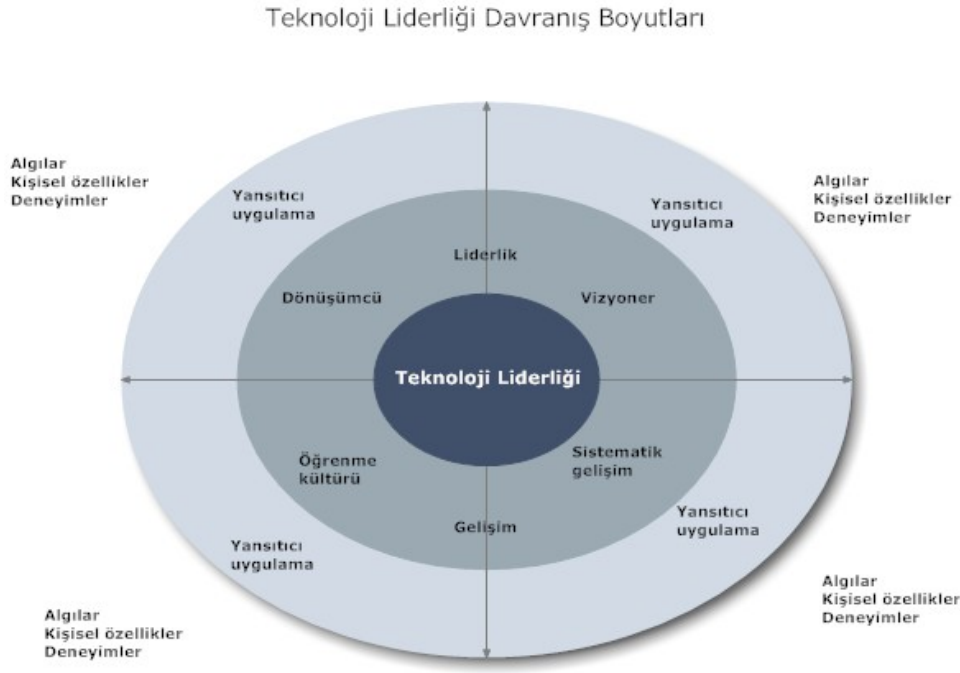 Teknoloji Liderliği Davranış Boyutları
Algılar
Kişisel özellikler
Deneyimler
Algılar
Kişisel özellikler
Deneyimler
Yansıtıcı
uygulama
Yansıtıcı
uygulama
Liderlik
Dönüşümcü
Vizyoner
Teknoloji Liderliği
Öğrenme
kültürü
Sistematik
gelişim
Gelişim
Yansıtıcı
uygulama
Yansıtıcı
uygulama
Algılar
Kişisel özellikler
Deneyimler
Algılar
Kişisel özellikler
Deneyimler